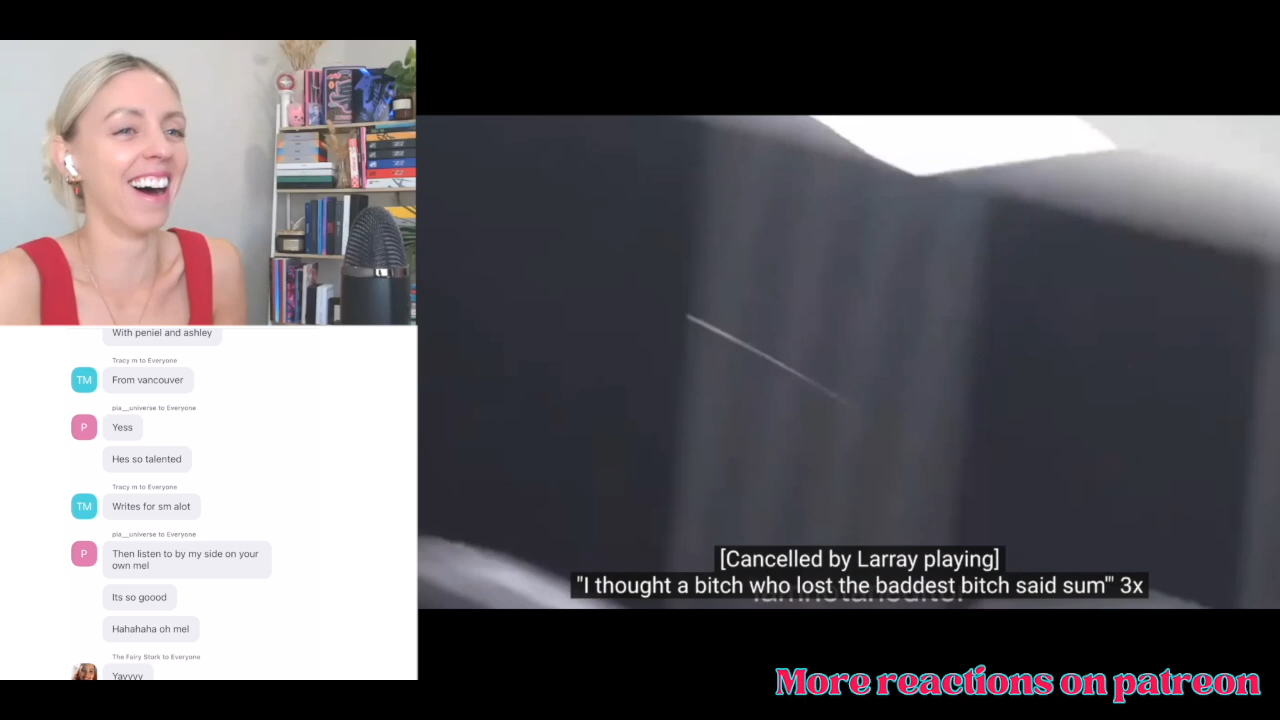 With peniel and ashley
Tracy m to Everyone
TM
From vancouver
pia__universe to Everyone
P
Yess
Hes so talented
Tracy m to Everyone
TM
Writes for sm alot
pia__universe to Everyone
P
Then listen to by my side on your
own mel
Its so goood
Hahahaha oh mel
The Fairy Stork to Everyone
Yayyyy
[Cancelled by Larray playing]
"I thought a bitch who lost the baddest bitch said sum'" 3x
More reactions on patreon